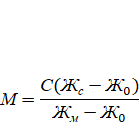 М = С(Жс − Ж0) / (Жм − Ж0)